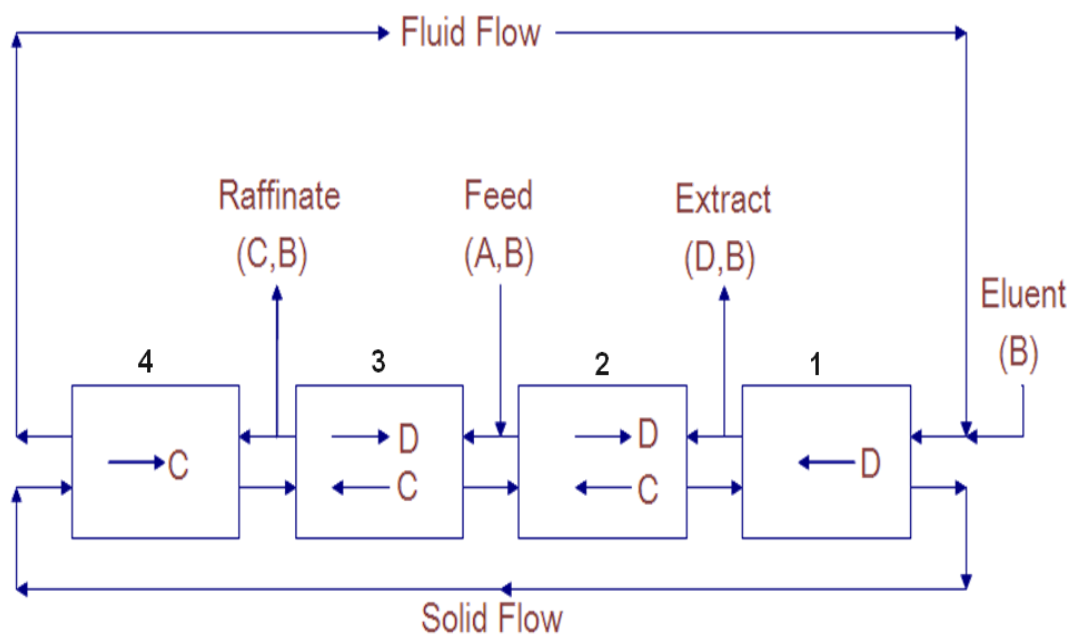 Fluid Flow
Raffinate
(C,B)
Feed
(A,B)
Extract
(D,B)
Eluent
(B)
4
3
2
1
C
D
C
D
C
D
Solid Flow